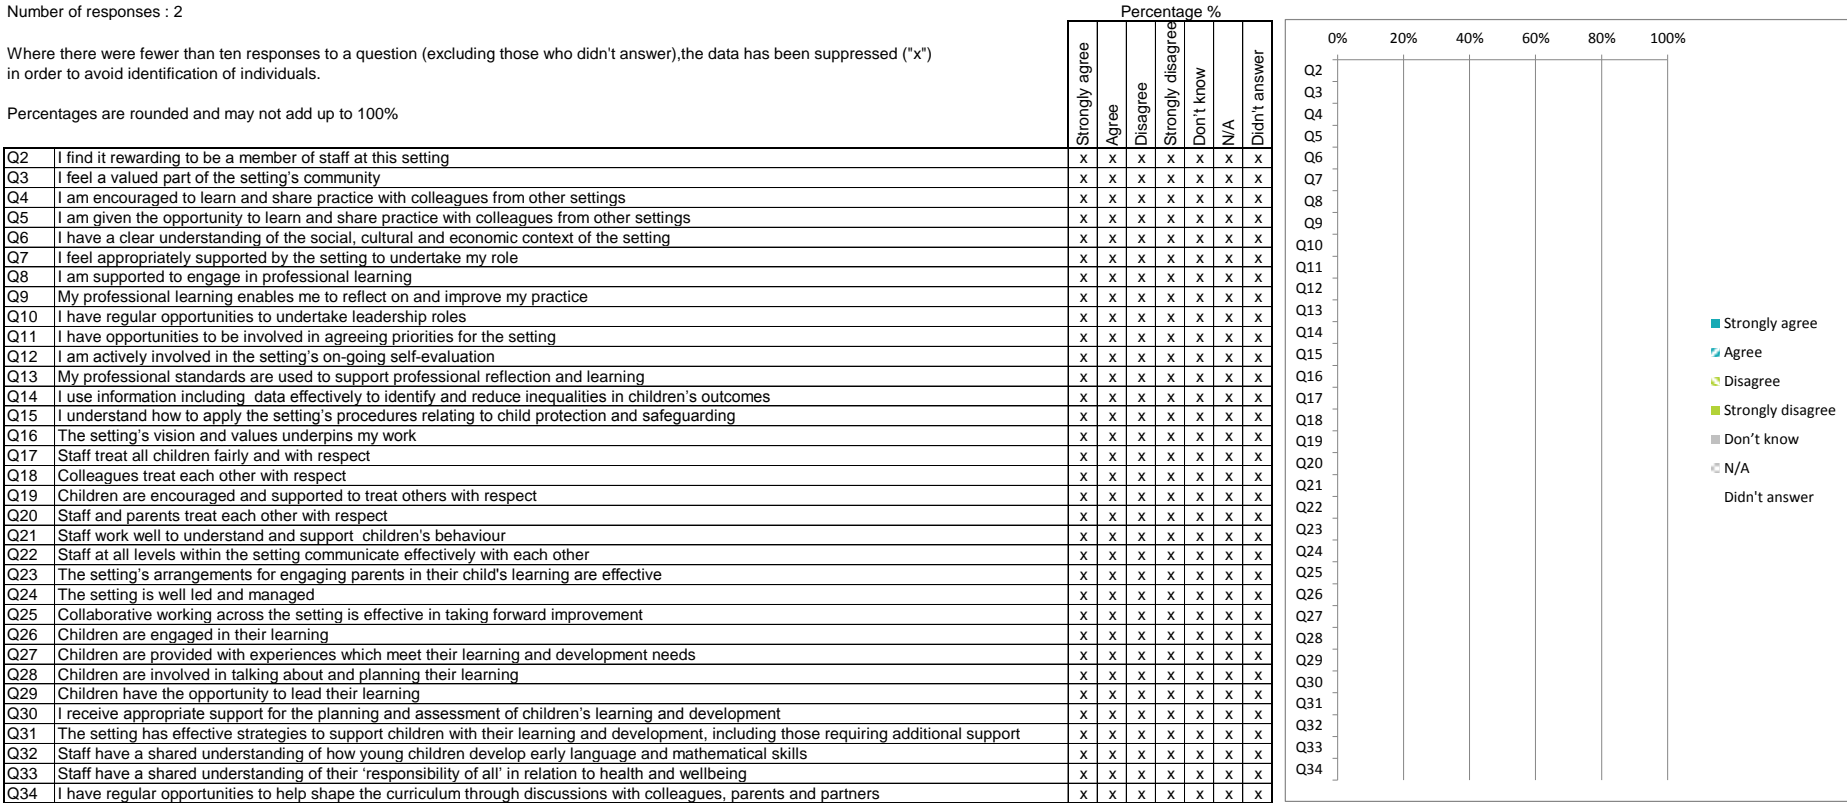 Number of responses : 2
Percentage %
Where there were fewer than ten responses to a question (excluding those who didn't answer),the data has been suppressed ("x")
in order to avoid identification of individuals.
Percentages are rounded and may not add up to 100%
Strongly agree
Agree
Disagree
Strongly disagree
Don't know
N/A
Didn't answer
Q2 I find it rewarding to be a member of staff at this setting x x x x x x x
Q3 I feel a valued part of the setting's community x x x x x x x
Q4 I am encouraged to learn and share practice with colleagues from other settings x x x x x x x
Q5 I am given the opportunity to learn and share practice with colleagues from other settings x x x x x x x
Q6 I have a clear understanding of the social, cultural and economic context of the setting x x x x x x x
Q7 I feel appropriately supported by the setting to undertake my role x x x x x x x
Q8 I am supported to engage in professional learning x x x x x x x
Q9 My professional learning enables me to reflect on and improve my practice x x x x x x x
Q10 I have regular opportunities to undertake leadership roles x x x x x x x
Q11 I have opportunities to be involved in agreeing priorities for the setting x x x x x x x
Q12 I am actively involved in the setting's on-going self-evaluation x x x x x x x
Q13 My professional standards are used to support professional reflection and learning x x x x x x x
Q14 I use information including  data effectively to identify and reduce inequalities in children's outcomes x x x x x x x
Q15 I understand how to apply the setting's procedures relating to child protection and safeguarding x x x x x x x
Q16 The setting's vision and values underpins my work x x x x x x x
Q17 Staff treat all children fairly and with respect x x x x x x x
Q18 Colleagues treat each other with respect x x x x x x x
Q19 Children are encouraged and supported to treat others with respect x x x x x x x
Q20 Staff and parents treat each other with respect x x x x x x x
Q21 Staff work well to understand and support  children's behaviour x x x x x x x
Q22 Staff at all levels within the setting communicate effectively with each other x x x x x x x
Q23 The setting's arrangements for engaging parents in their child's learning are effective x x x x x x x
Q24 The setting is well led and managed x x x x x x x
Q25 Collaborative working across the setting is effective in taking forward improvement x x x x x x x
Q26 Children are engaged in their learning x x x x x x x
Q27 Children are provided with experiences which meet their learning and development needs x x x x x x x
Q28 Children are involved in talking about and planning their learning x x x x x x x
Q29 Children have the opportunity to lead their learning x x x x x x x
Q30 I receive appropriate support for the planning and assessment of children's learning and development x x x x x x x
Q31 The setting has effective strategies to support children with their learning and development, including those requiring additional support x x x x x x x
Q32 Staff have a shared understanding of how young children develop early language and mathematical skills x x x x x x x
Q33 Staff have a shared understanding of their 'responsibility of all' in relation to health and wellbeing x x x x x x x
Q34 I have regular opportunities to help shape the curriculum through discussions with colleagues, parents and partners x x x x x x x
0% 20% 40% 60% 80% 100%
Q2
Q3
Q4
Q5
Q6
Q7
Q8
Q9
Q10
Q11
Q12
Q13
Q14
Q15
Q16
Q17
Q18
Q19
Q20
Q21
Q22
Q23
Q24
Q25
Q26
Q27
Q28
Q29
Q30
Q31
Q32
Q33
Q34
Strongly agree
Agree
Disagree
Strongly disagree
Don't know
N/A
Didn't answer